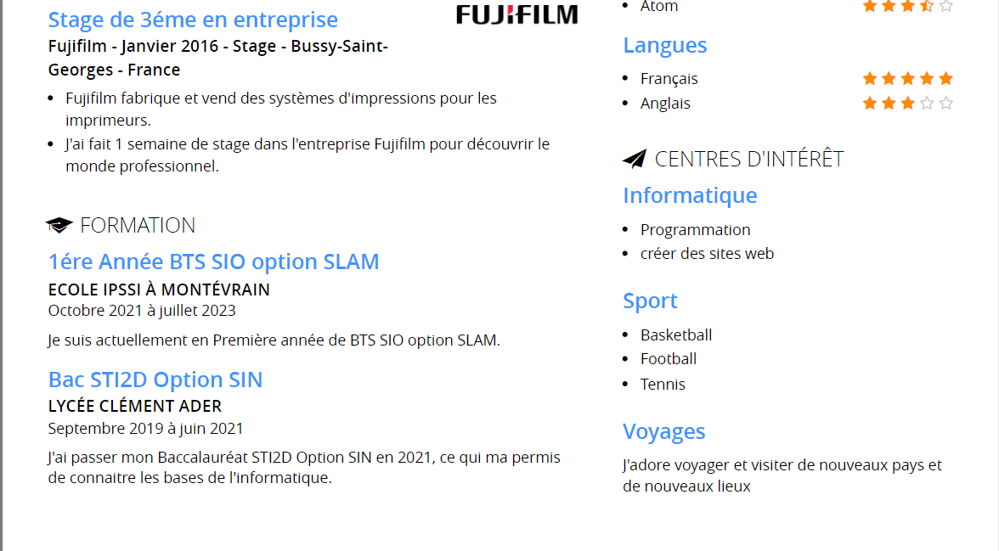 Stage de 3éme en entreprise
FUJIFILM
Fujifilm - Janvier 2016 - Stage - Bussy-Saint-
Georges - France
Fujifilm fabrique et vend des systèmes d'impressions pour les
imprimeurs.
J'ai fait 1 semaine de stage dans l'entreprise Fujifilm pour découvrir le
monde professionnel.
FORMATION
1ére Année BTS SIO option SLAM
ECOLE IPSSI À MONTÉVRAIN
Octobre 2021 à juillet 2023
Je suis actuellement en Première année de BTS SIO option SLAM.
Bac STI2D Option SIN
LYCÉE CLÉMENT ADER
Septembre 2019 à juin 2021
J'ai passer mon Baccalauréat STI2D Option SIN en 2021, ce qui ma permis
de connaitre les bases de l'informatique.
Atom
Langues
Français
Anglais
CENTRES D'INTÉRÊT
Informatique
Programmation
créer des sites web
Sport
Basketball
Football
Tennis
Voyages
J'adore voyager et visiter de nouveaux pays et
de nouveaux lieux